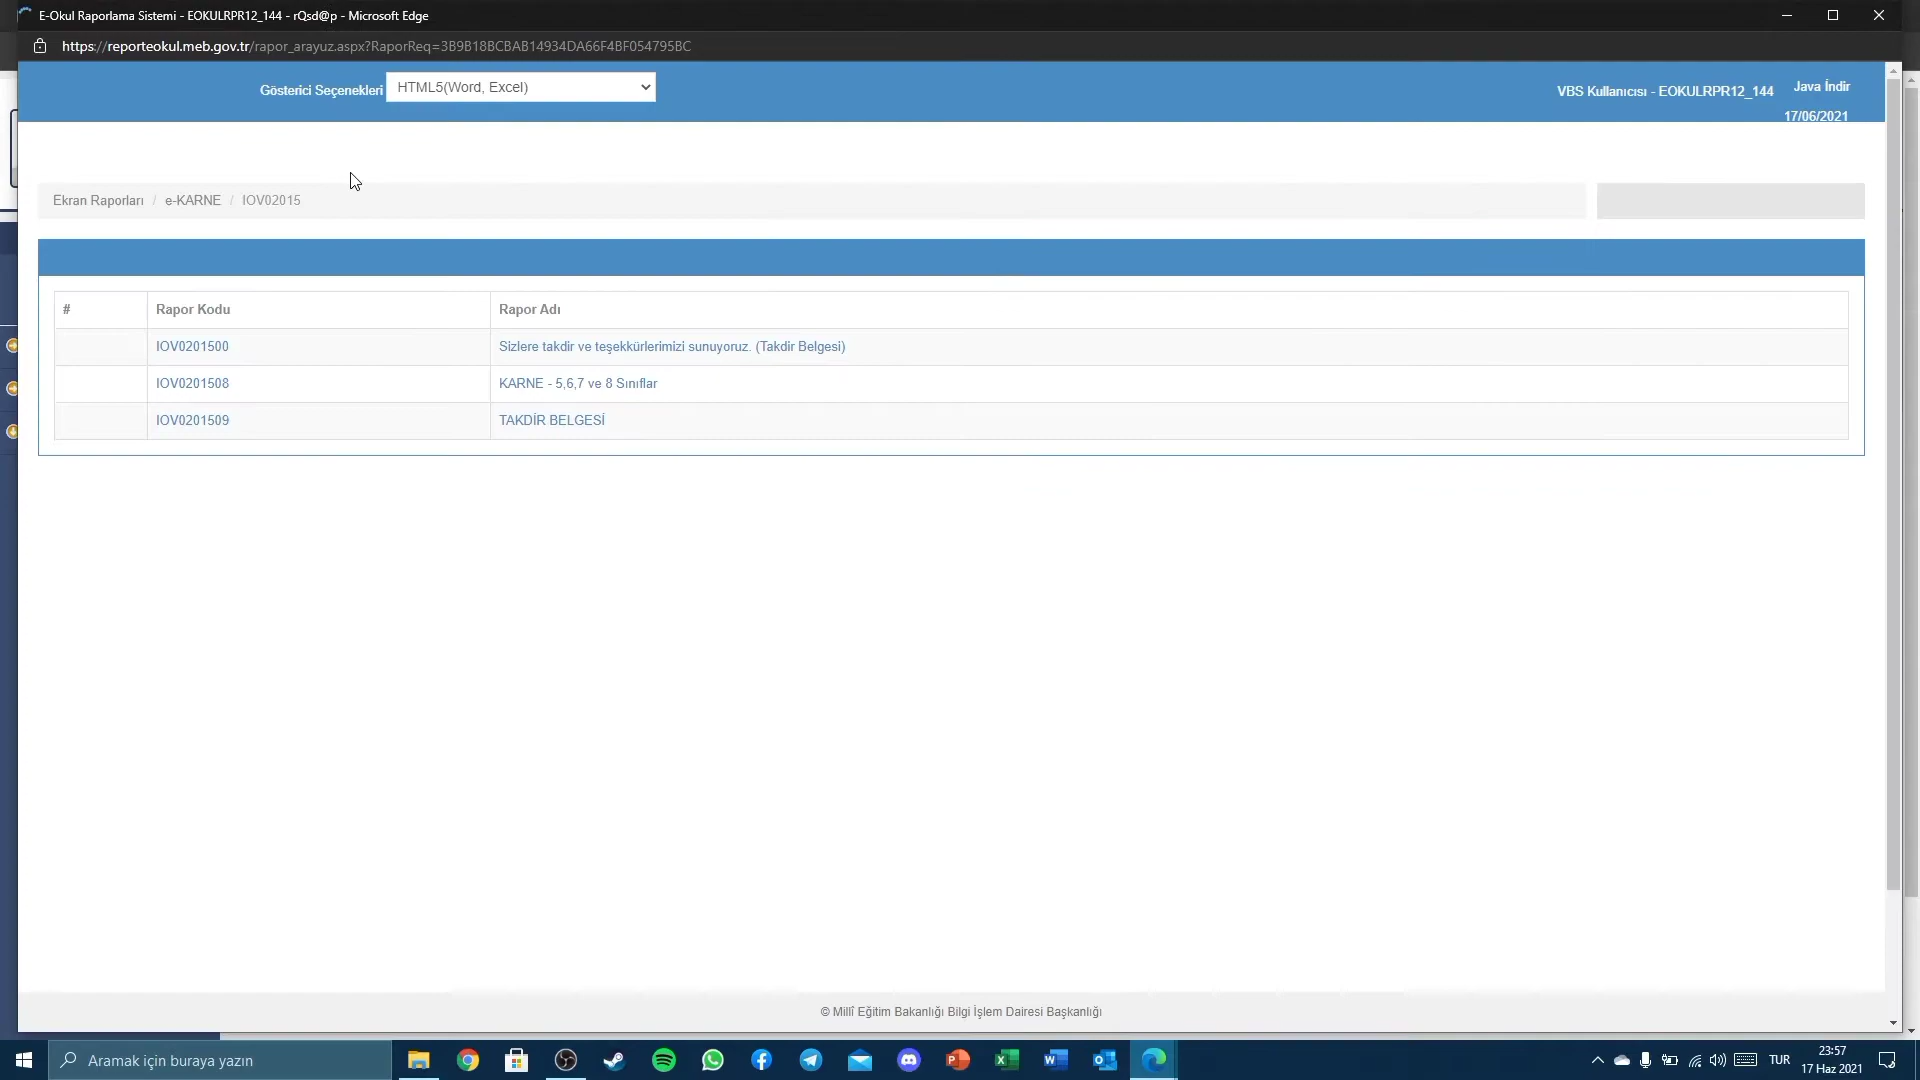 E-Okul Raporlama Sistemi - EOKULRPR12_144 - rQsd@p - Microsoft Edge
https://reporteokul.meb.gov.tr/rapor_arayuz.aspx?RaporReq=3B9B18BCBAB14934DA66F4BF054795BC
Gösterici Seçenekleri HTML5(Word, Excel) VBS Kullanıcısı - EOKULRPR12_144 Java İndir
17/06/2021
Ekran Raporları / e-KARNE / IOV02015
# Rapor Kodu Rapor Adı
IOV0201500 Sizlere takdir ve teşekkürlerimizi sunuyoruz. (Takdir Belgesi)
IOV0201508 KARNE - 5,6,7 ve 8 Sınıflar
IOV0201509 TAKDİR BELGESİ
© Millî Eğitim Bakanlığı Bilgi İşlem Dairesi Başkanlığı
Aramak için buraya yazın TUR 23:57
17 Haz 2021